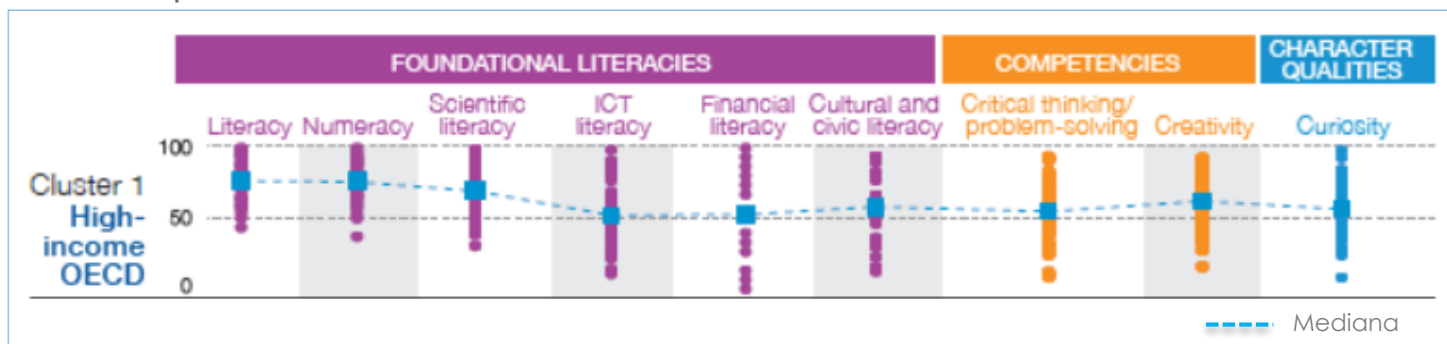 FOUNDATIONAL LITERACIES
COMPETENCIES
CHARACTER
QUALITIES
Literacy
Numeracy
Scientific
literacy
ICT
literacy
Financial
literacy
Cultural and
civic literacy
Critical thinking/
problem-solving
Creativity
Curiosity
100
50
0
Cluster 1
High-
income
OECD
Mediana